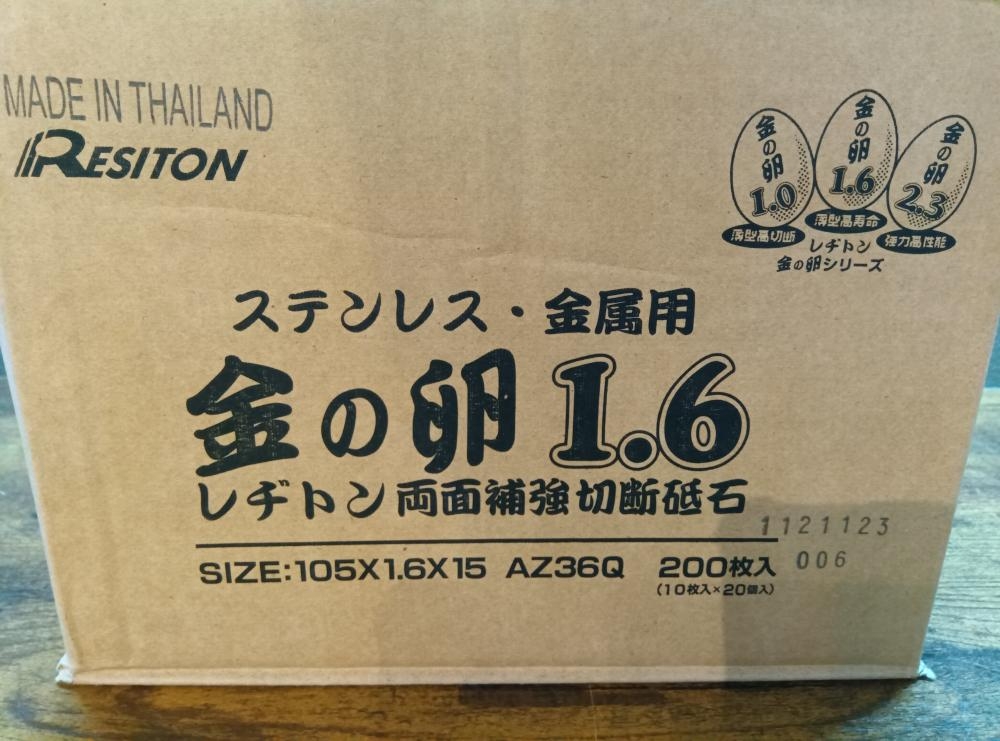 MADE IN THAILAND
RESITON
金の卵 1.0
金の卵 1.6
金の卵 2.3
薄型高切断
薄型高寿命
強力高性能
レヂトン
金の卵シリーズ
ステンレス・金属用
金の卵 1.6
レヂトン両面補強切断砥石
1121123
SIZE:105X1.6X15 AZ36Q 200枚入
006
(10枚入×20個入)